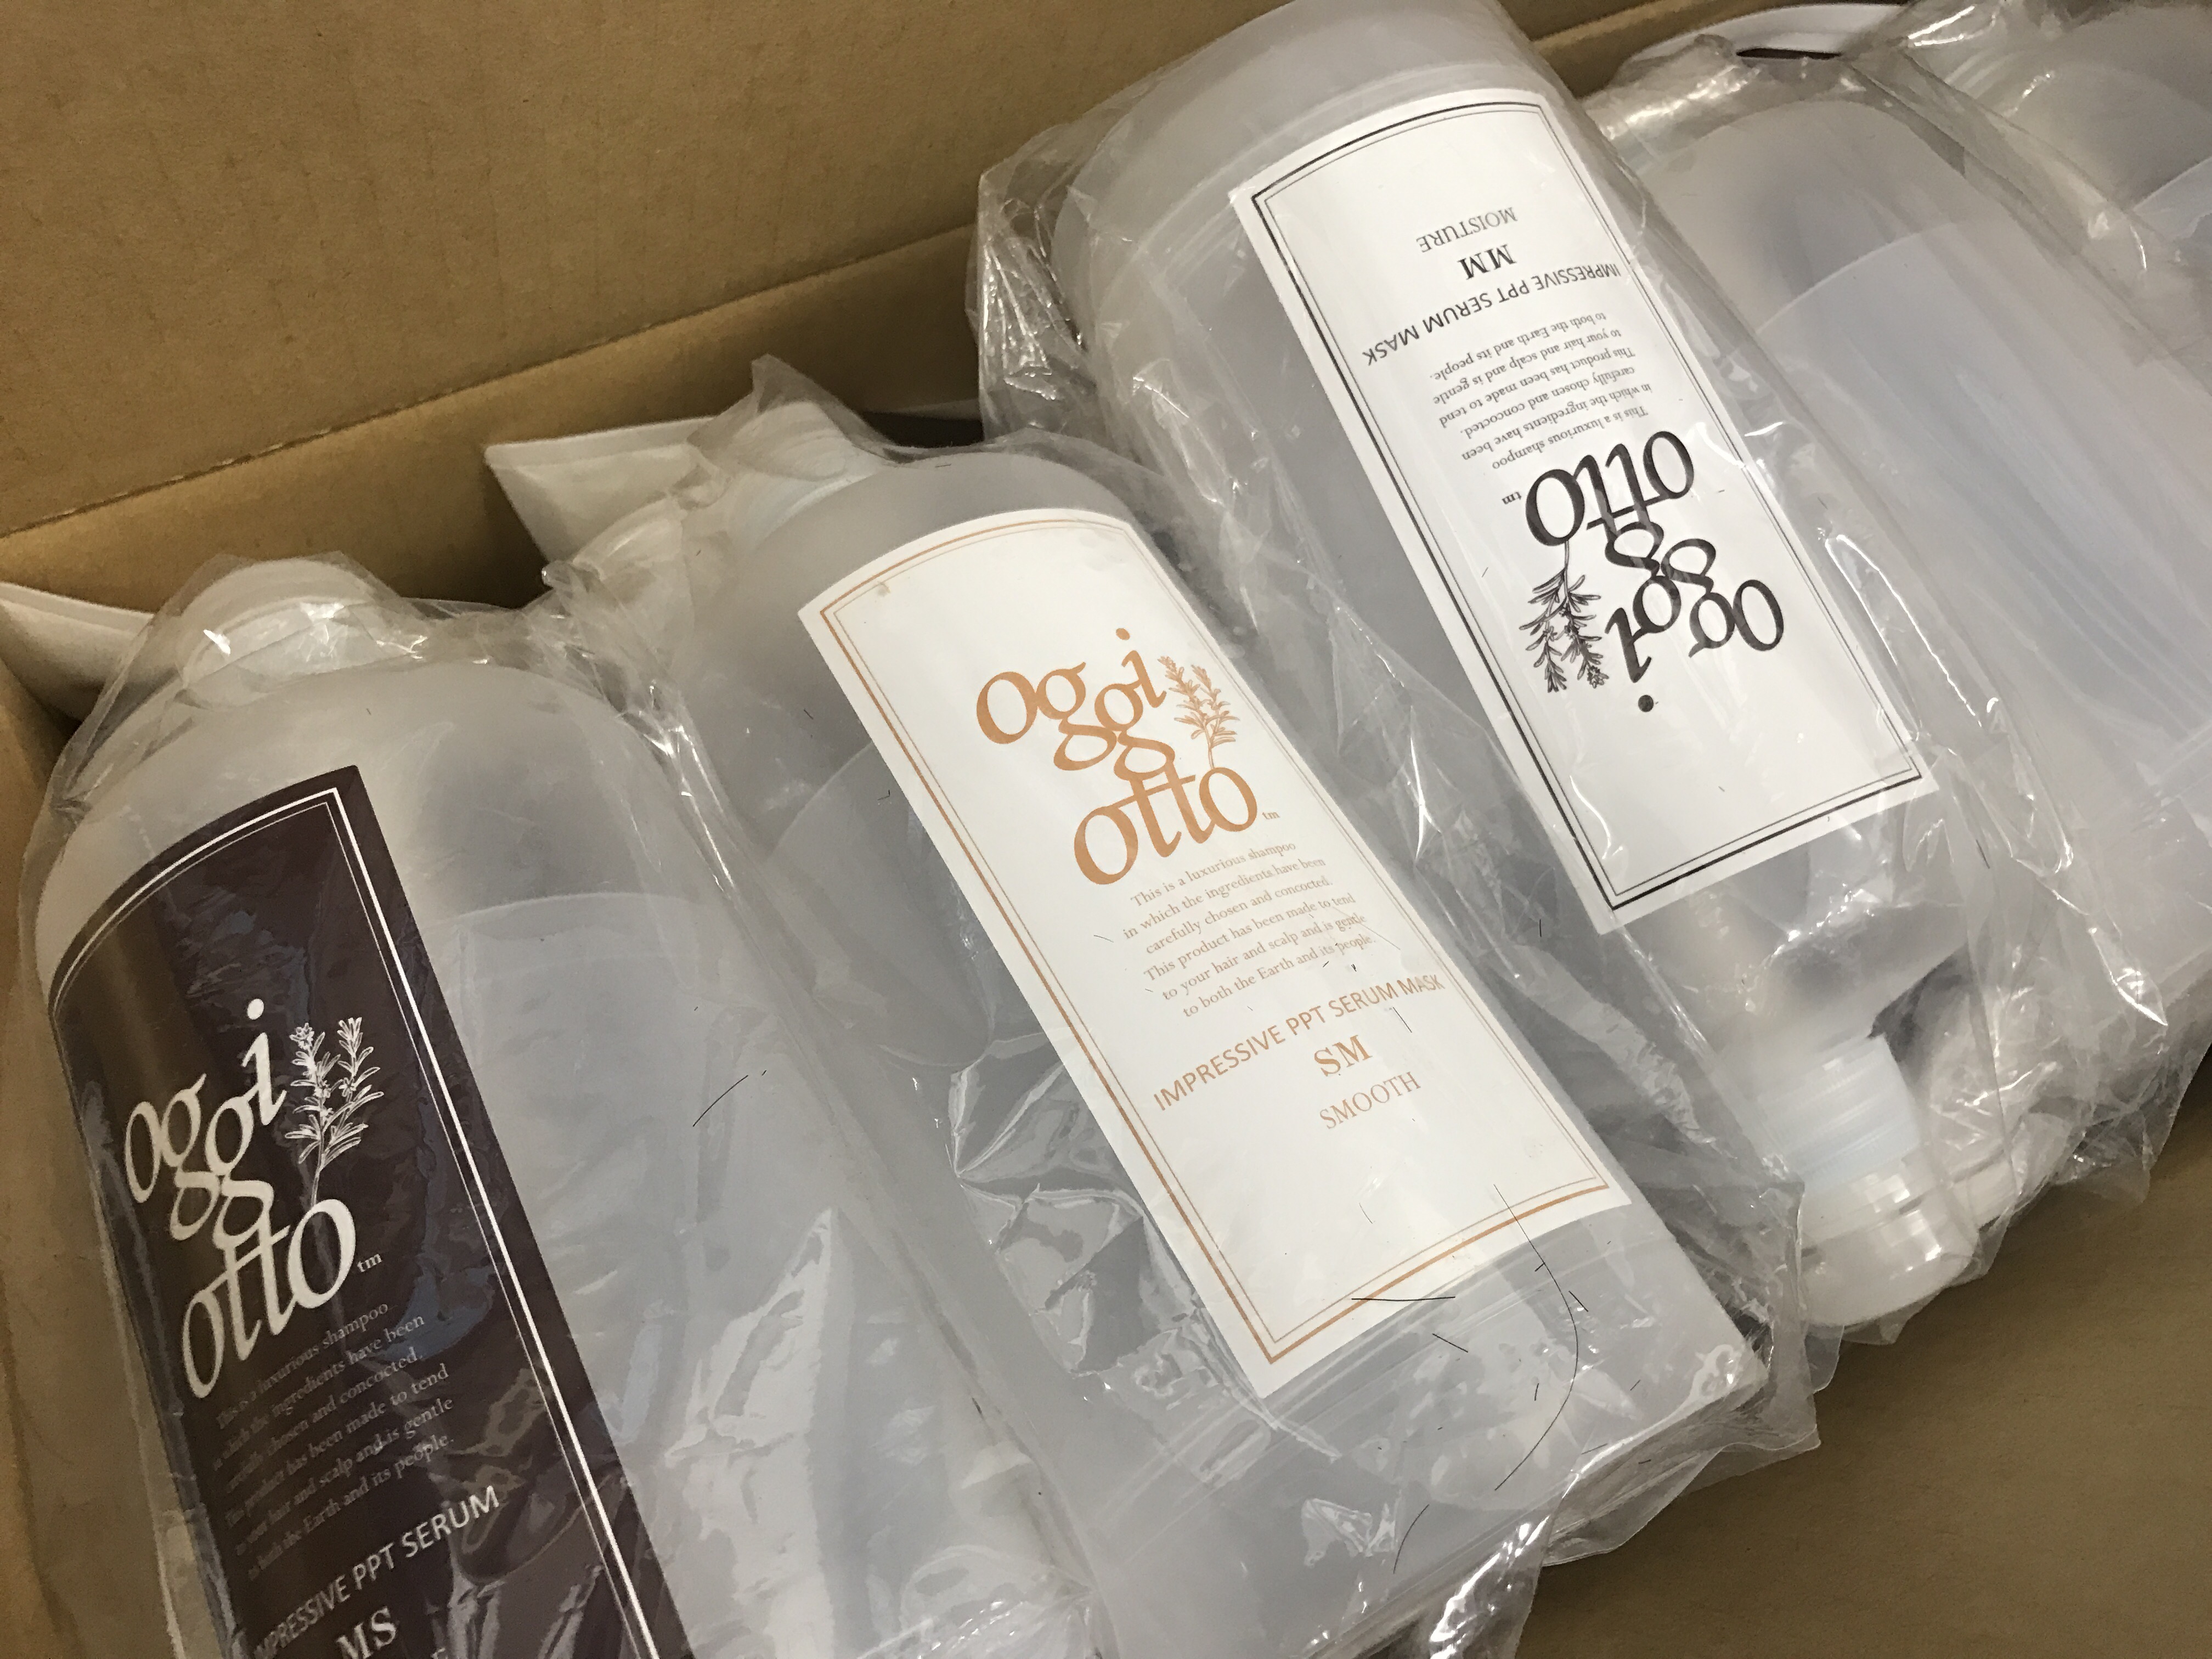 oggi
otto
tm
This is a luxurious shampoo
in which the ingredients have been
carefully chosen and concocted.
This product has been made to tend
to your hair and scalp and is gentle
to both the Earth and its people.
IMPRESSIVE PPT SERUM
MS
oggi
otto
tm
This is a luxurious shampoo
in which the ingredients have been
carefully chosen and concocted.
This product has been made to tend
to your hair and scalp and is gentle
to both the Earth and its people.
IMPRESSIVE PPT SERUM MASK
SM
SMOOTH
oggi
otto
tm
This is a luxurious shampoo
in which the ingredients have been
carefully chosen and concocted.
This product has been made to tend
to your hair and scalp and is gentle
to both the Earth and its people.
IMPRESSIVE PPT SERUM MASK
MM
MOISTURE